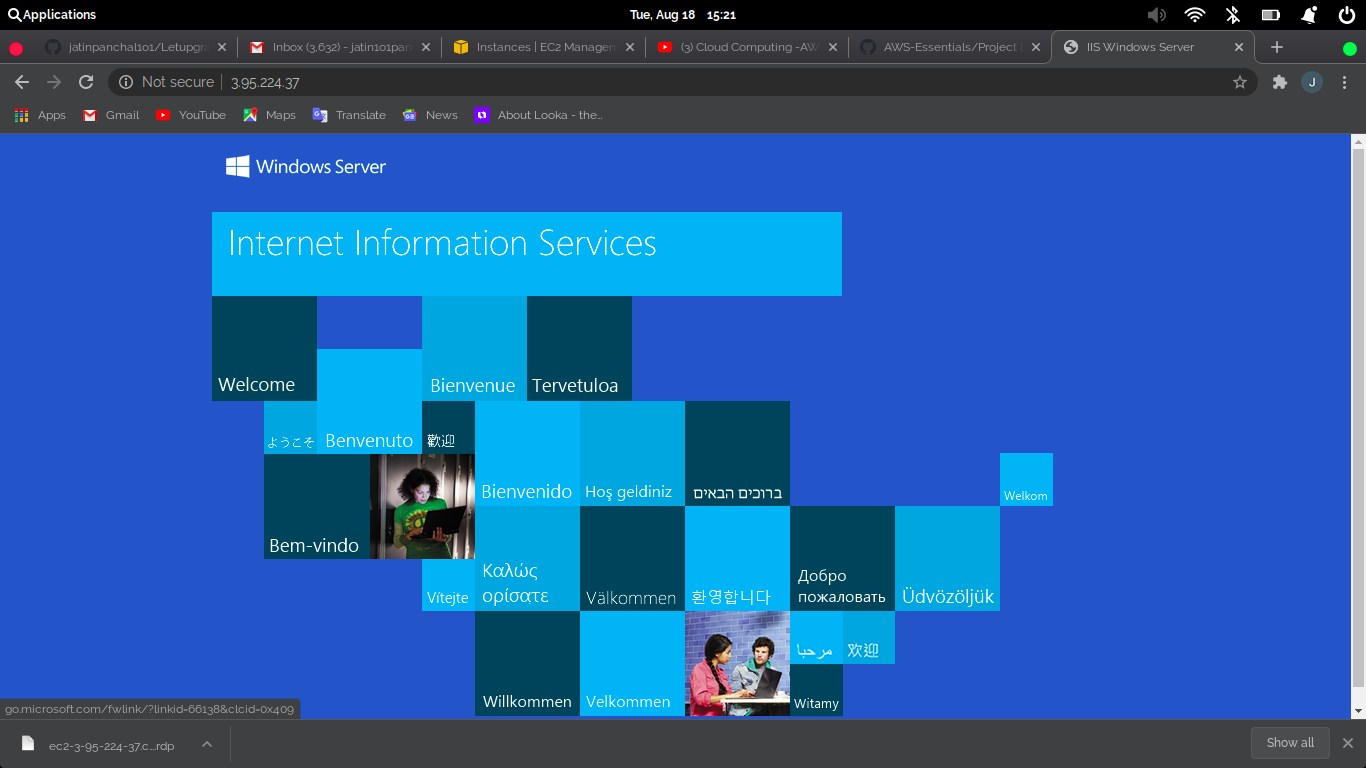 Applications
Tue, Aug 18 15:21
jatinpanchal101/Letupgra
Inbox (3,632) - jatin101pan
Instances | EC2 Managem
(3) Cloud Computing -AW
AWS-Essentials/Project
IIS Windows Server
Not secure
3.95.224.37
J
Apps
Gmail
YouTube
Maps
Translate
News
About Looka - the...
Windows Server
Internet Information Services
Welcome
Bienvenue
Tervetuloa
ようこそ
Benvenuto
歡迎
Bienvenido
Hoş geldiniz
ברוכים הבאים
Welkom
Bem-vindo
Vítejte
Καλώς
ορίσατε
Välkommen
환영합니다
Добро
пожаловать
Üdvözöljük
Willkommen
Velkommen
مرحبا
欢迎
Witamy
go.microsoft.com/fwlink/?linkid=66138&clcid=0x409
ec2-3-95-224-37.c...rdp
Show all